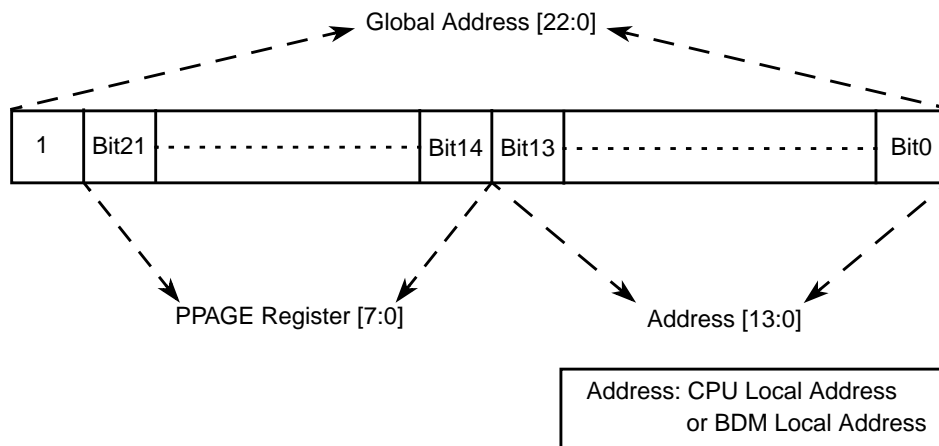 Global Address [22:0]
1 Bit21 Bit14 Bit13 Bit0
PPAGE Register [7:0]
Address [13:0]
Address: CPU Local Address
or BDM Local Address